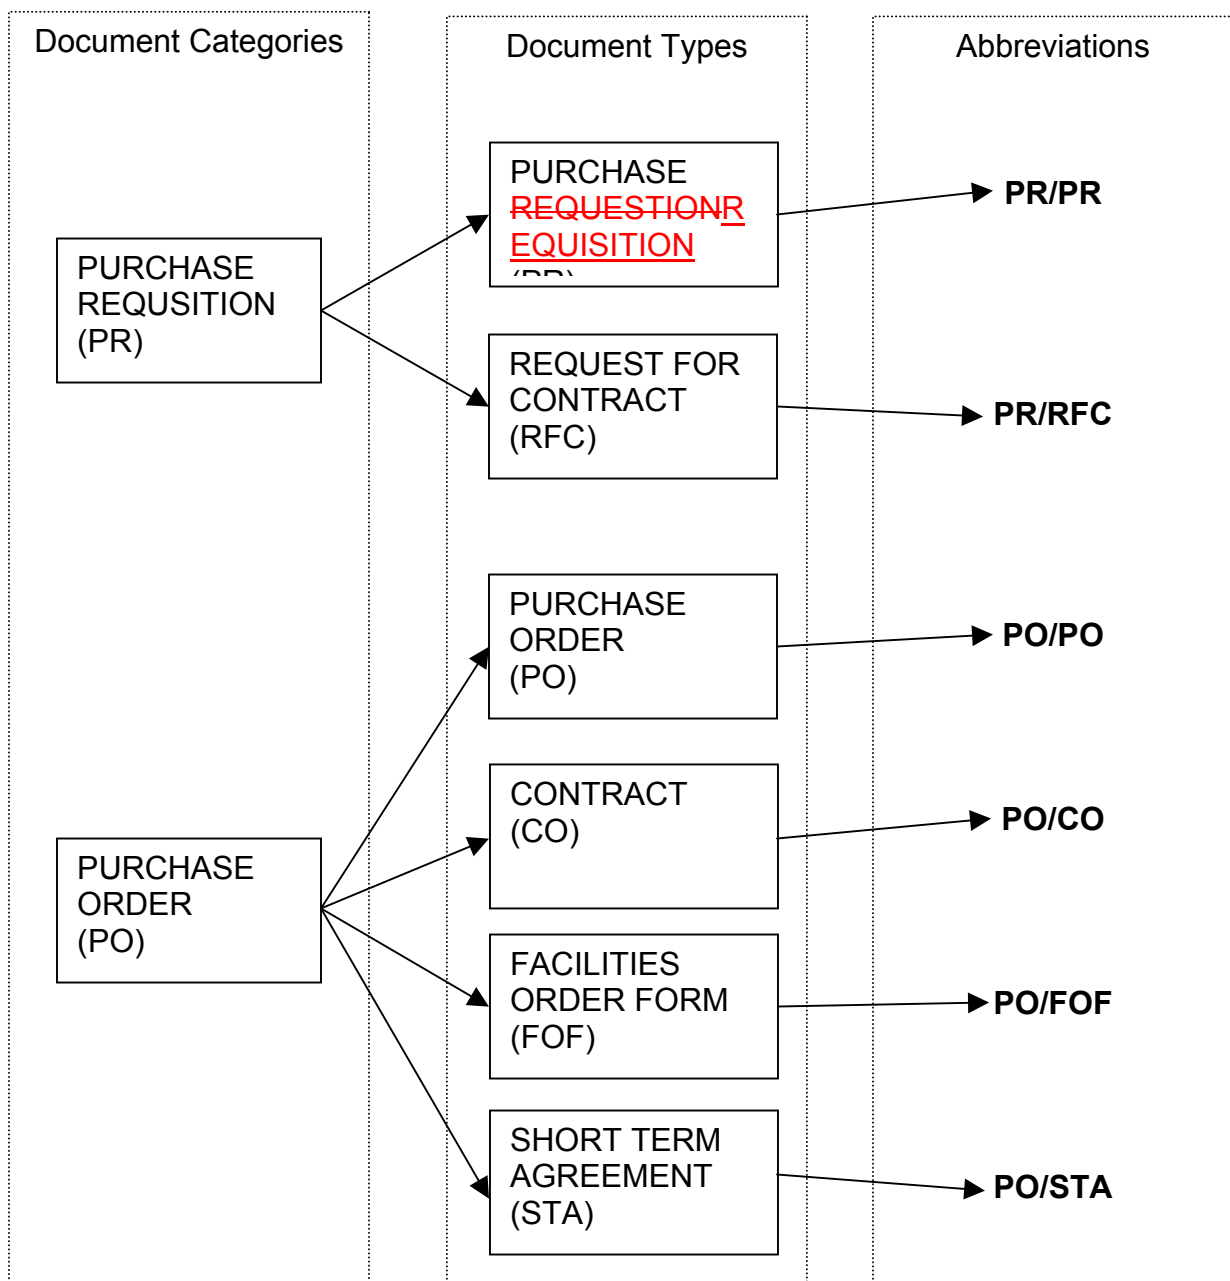 Document Categories
Document Types
Abbreviations
PURCHASE
REQUSITION
(PR)
PURCHASE
REQUESTIONR
EQUISITION
(PR)
PR/PR
REQUEST FOR
CONTRACT
(RFC)
PR/RFC
PURCHASE
ORDER
(PO)
PURCHASE
ORDER
(PO)
PO/PO
CONTRACT
(CO)
PO/CO
FACILITIES
ORDER FORM
(FOF)
PO/FOF
SHORT TERM
AGREEMENT
(STA)
PO/STA